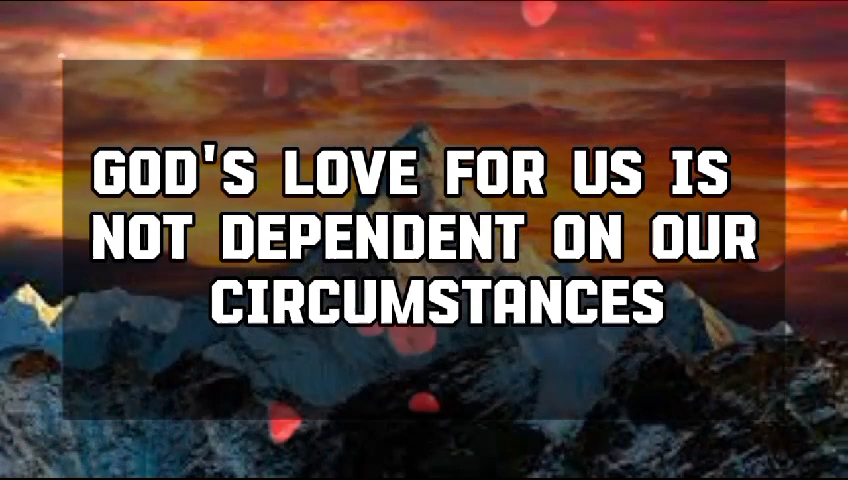 GOD'S LOVE FOR US IS
NOT DEPENDENT ON OUR
CIRCUMSTANCES